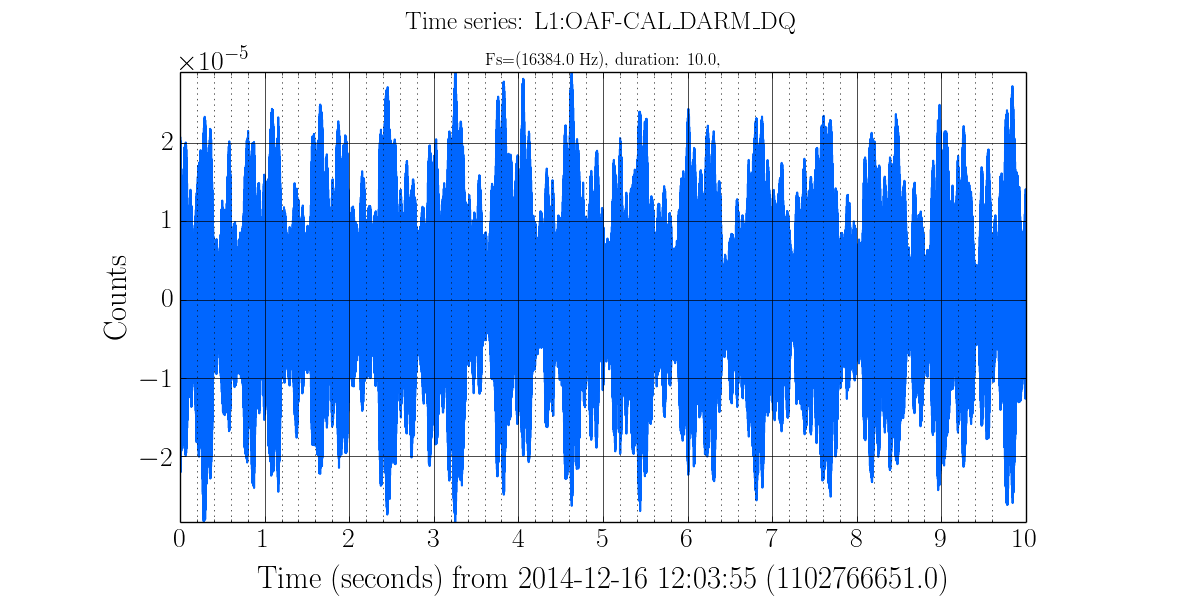 Time series: L1:OAF-CAL_DARM_DQ
Fs=(16384.0 Hz), duration: 10.0,
×10⁻⁵
2
1
0
−1
−2
Counts
0 1 2 3 4 5 6 7 8 9 10
Time (seconds) from 2014-12-16 12:03:55 (1102766651.0)